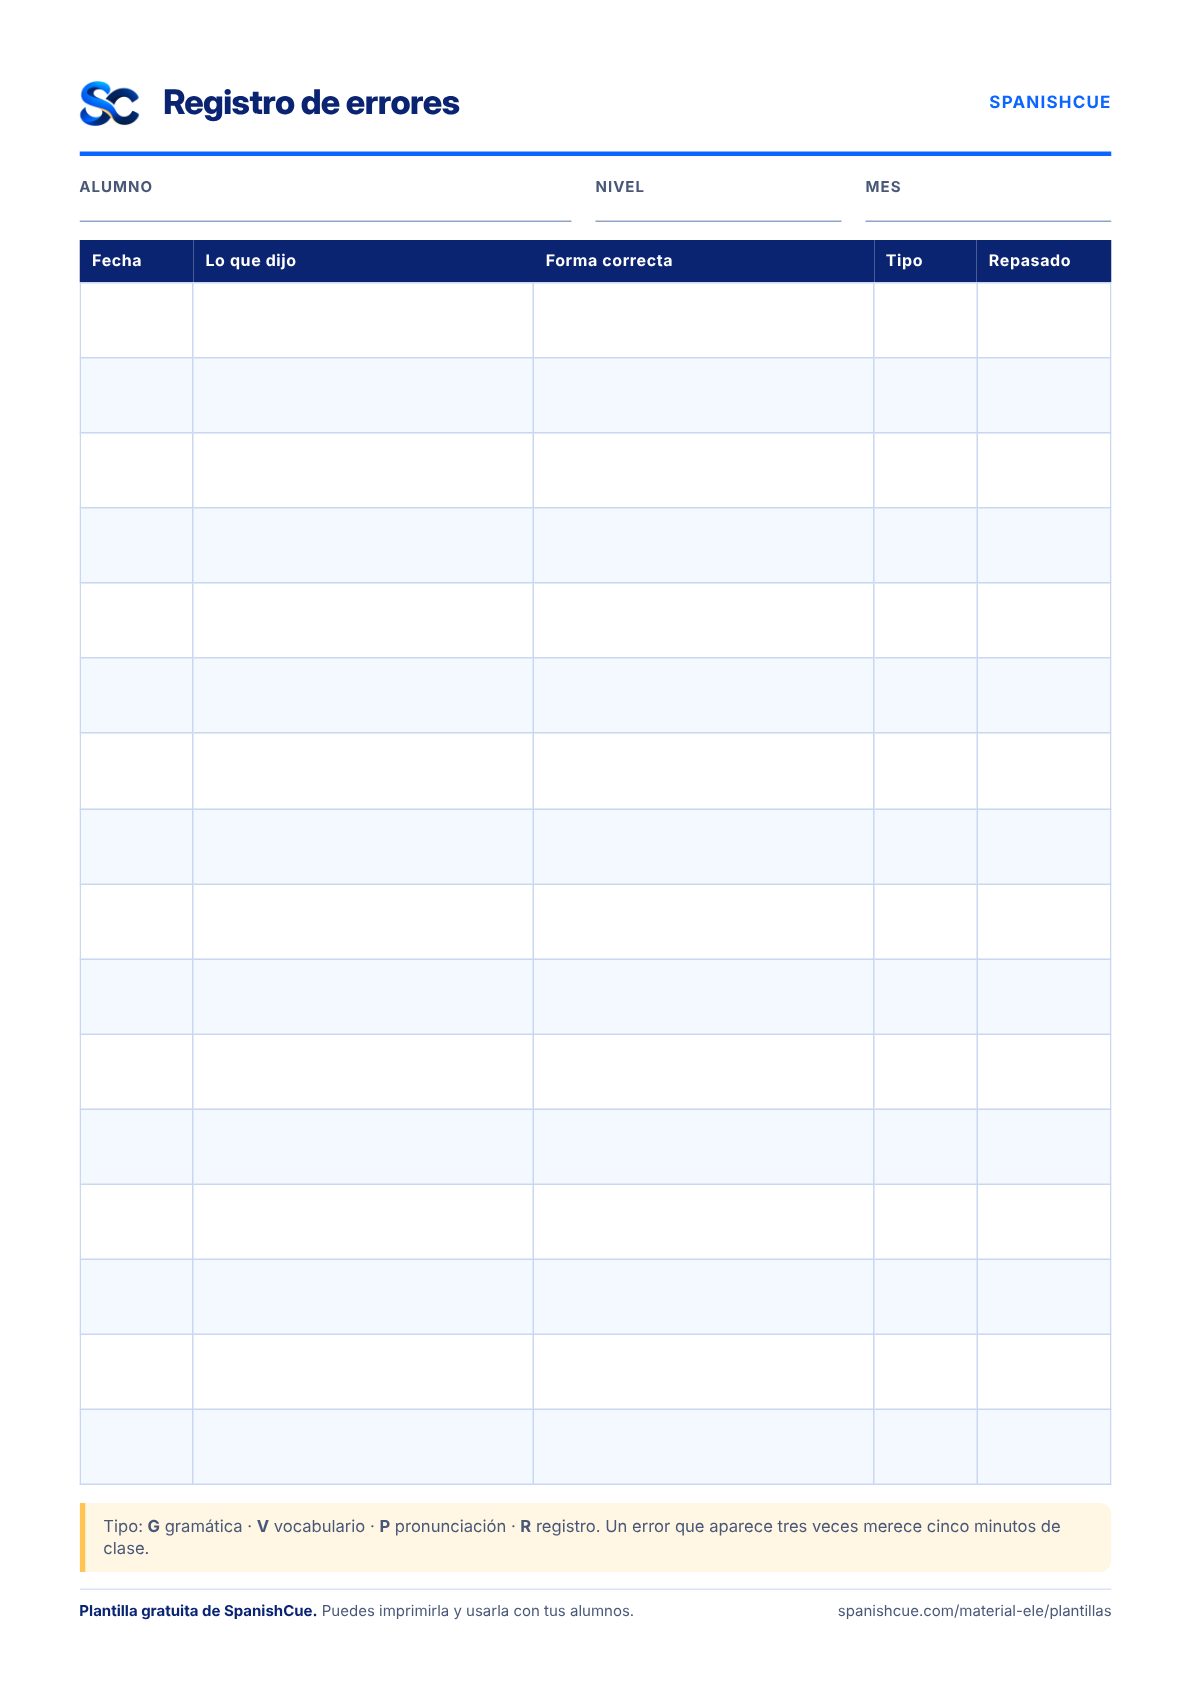 SC Registro de errores SPANISHCUE
ALUMNO NIVEL MES
Fecha Lo que dijo Forma correcta Tipo Repasado
Tipo: G gramática · V vocabulario · P pronunciación · R registro. Un error que aparece tres veces merece cinco minutos de
clase.
Plantilla gratuita de SpanishCue. Puedes imprimirla y usarla con tus alumnos. spanishcue.com/material-ele/plantillas